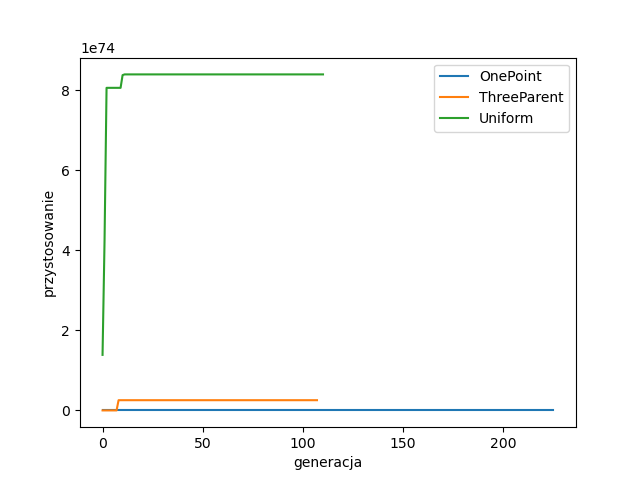 1e74
OnePoint
ThreeParent
Uniform
8
6
4
2
0
przystosowanie
0
50
100
150
200
generacja